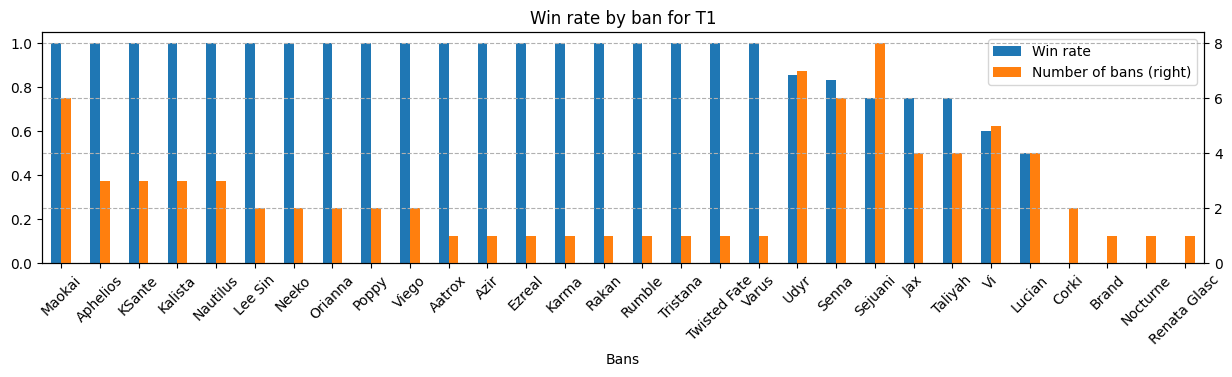 Win rate by ban for T1
Win rate
Number of bans (right)
1.0
0.8
0.6
0.4
0.2
0.0
8
6
4
2
0
Maokai
Aphelios
KSante
Kalista
Nautilus
Lee Sin
Neeko
Orianna
Poppy
Viego
Aatrox
Azir
Ezreal
Karma
Rakan
Rumble
Tristana
Twisted Fate
Varus
Udyr
Senna
Sejuani
Jax
Taliyah
Vi
Lucian
Corki
Brand
Nocturne
Renata Glasc
Bans